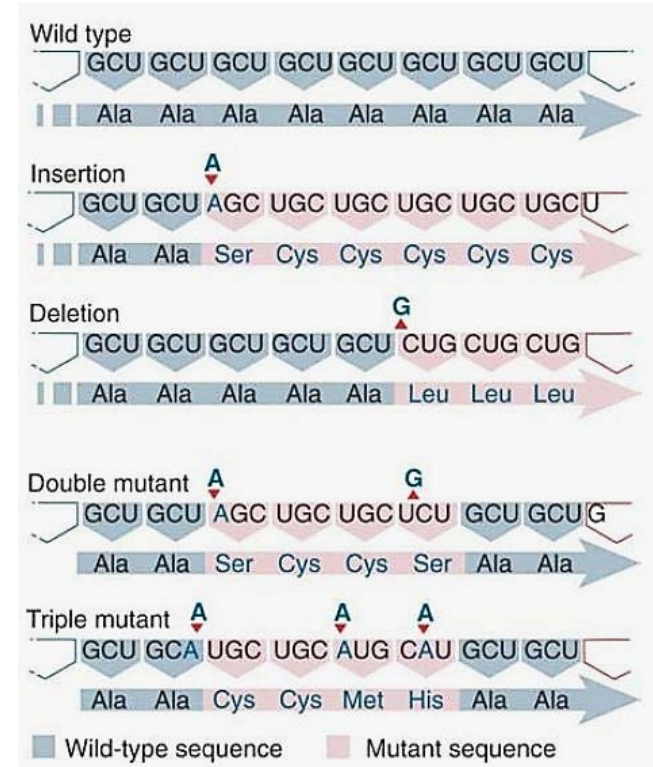 Wild type
GCU GCU GCU GCU GCU GCU GCU GCU
Ala Ala Ala Ala Ala Ala Ala Ala
A
Insertion
GCU GCU AGC UGC UGC UGC UGC U
Ala Ala Ser Cys Cys Cys Cys Cys
G
Deletion
GCU GCU GCU GCU GCU CUG CUG CUG
Ala Ala Ala Ala Ala Leu Leu Leu
A G
Double mutant
GCU GCU AGC UGC UGC UCU GCU GCU G
Ala Ala Ser Cys Cys Ser Ala Ala
A A A
Triple mutant
GCU GCA UGC UGC AUG CAU GCU GCU
Ala Ala Cys Cys Met His Ala Ala
Wild-type sequence Mutant sequence